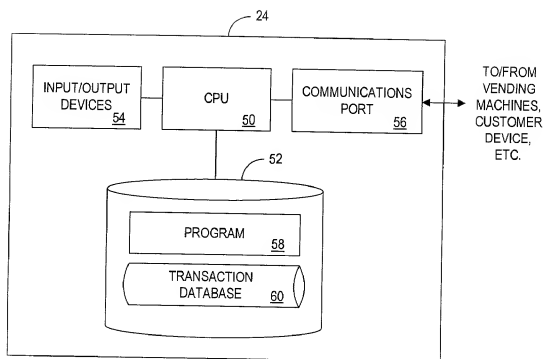 24
INPUT/OUTPUT
DEVICES
54
CPU
50
COMMUNICATIONS
PORT
56
TO/FROM
VENDING
MACHINES,
CUSTOMER
DEVICE,
ETC.
52
PROGRAM
58
TRANSACTION
DATABASE
60